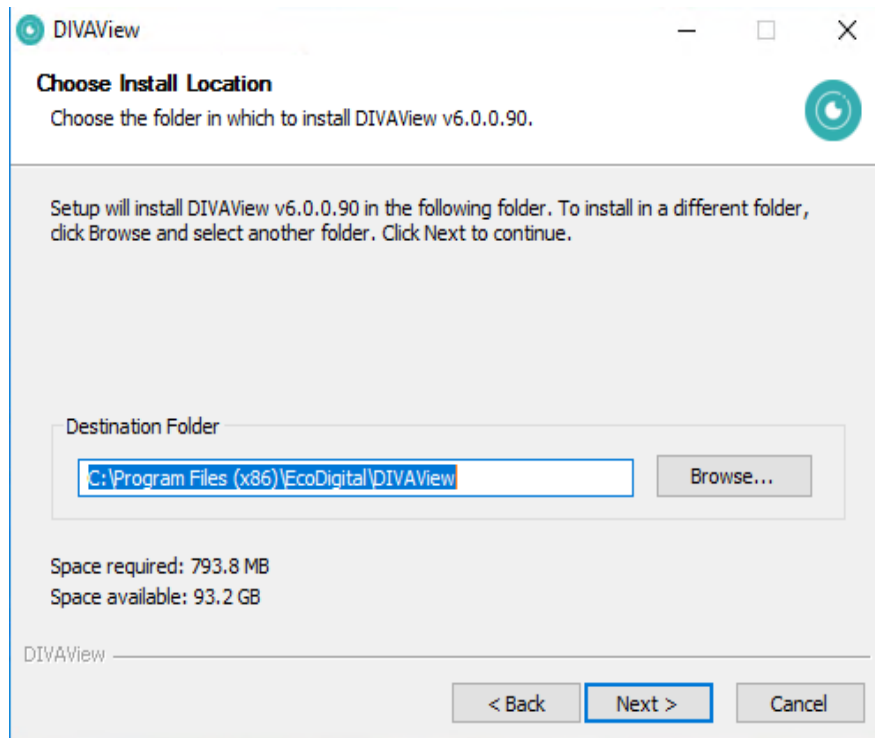 DIVAView
Choose Install Location
Choose the folder in which to install DIVAView v6.0.0.90.
Setup will install DIVAView v6.0.0.90 in the following folder. To install in a different folder,
click Browse and select another folder. Click Next to continue.
Destination Folder
C:\Program Files (x86)\EcoDigital\DIVAView
Browse...
Space required: 793.8 MB
Space available: 93.2 GB
DIVAView
< Back
Next >
Cancel